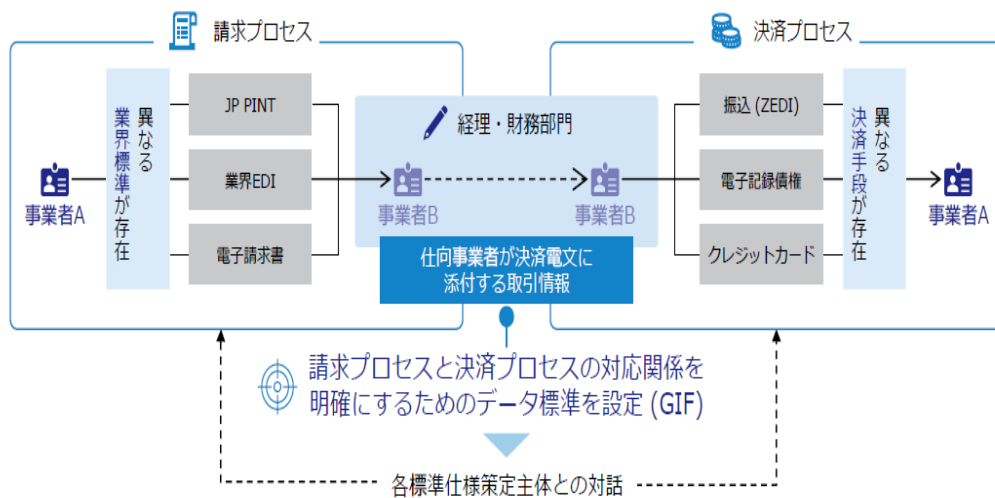 請求プロセス
決済プロセス
事業者A
異なる
業界標準が存在
JP PINT
業界EDI
電子請求書
経理・財務部門
事業者B
事業者B
仕向事業者が決済電文に
添付する取引情報
振込 (ZEDI)
電子記録債権
クレジットカード
異なる
決済手段が存在
事業者A
請求プロセスと決済プロセスの対応関係を
明確にするためのデータ標準を設定 (GIF)
各標準仕様策定主体との対話